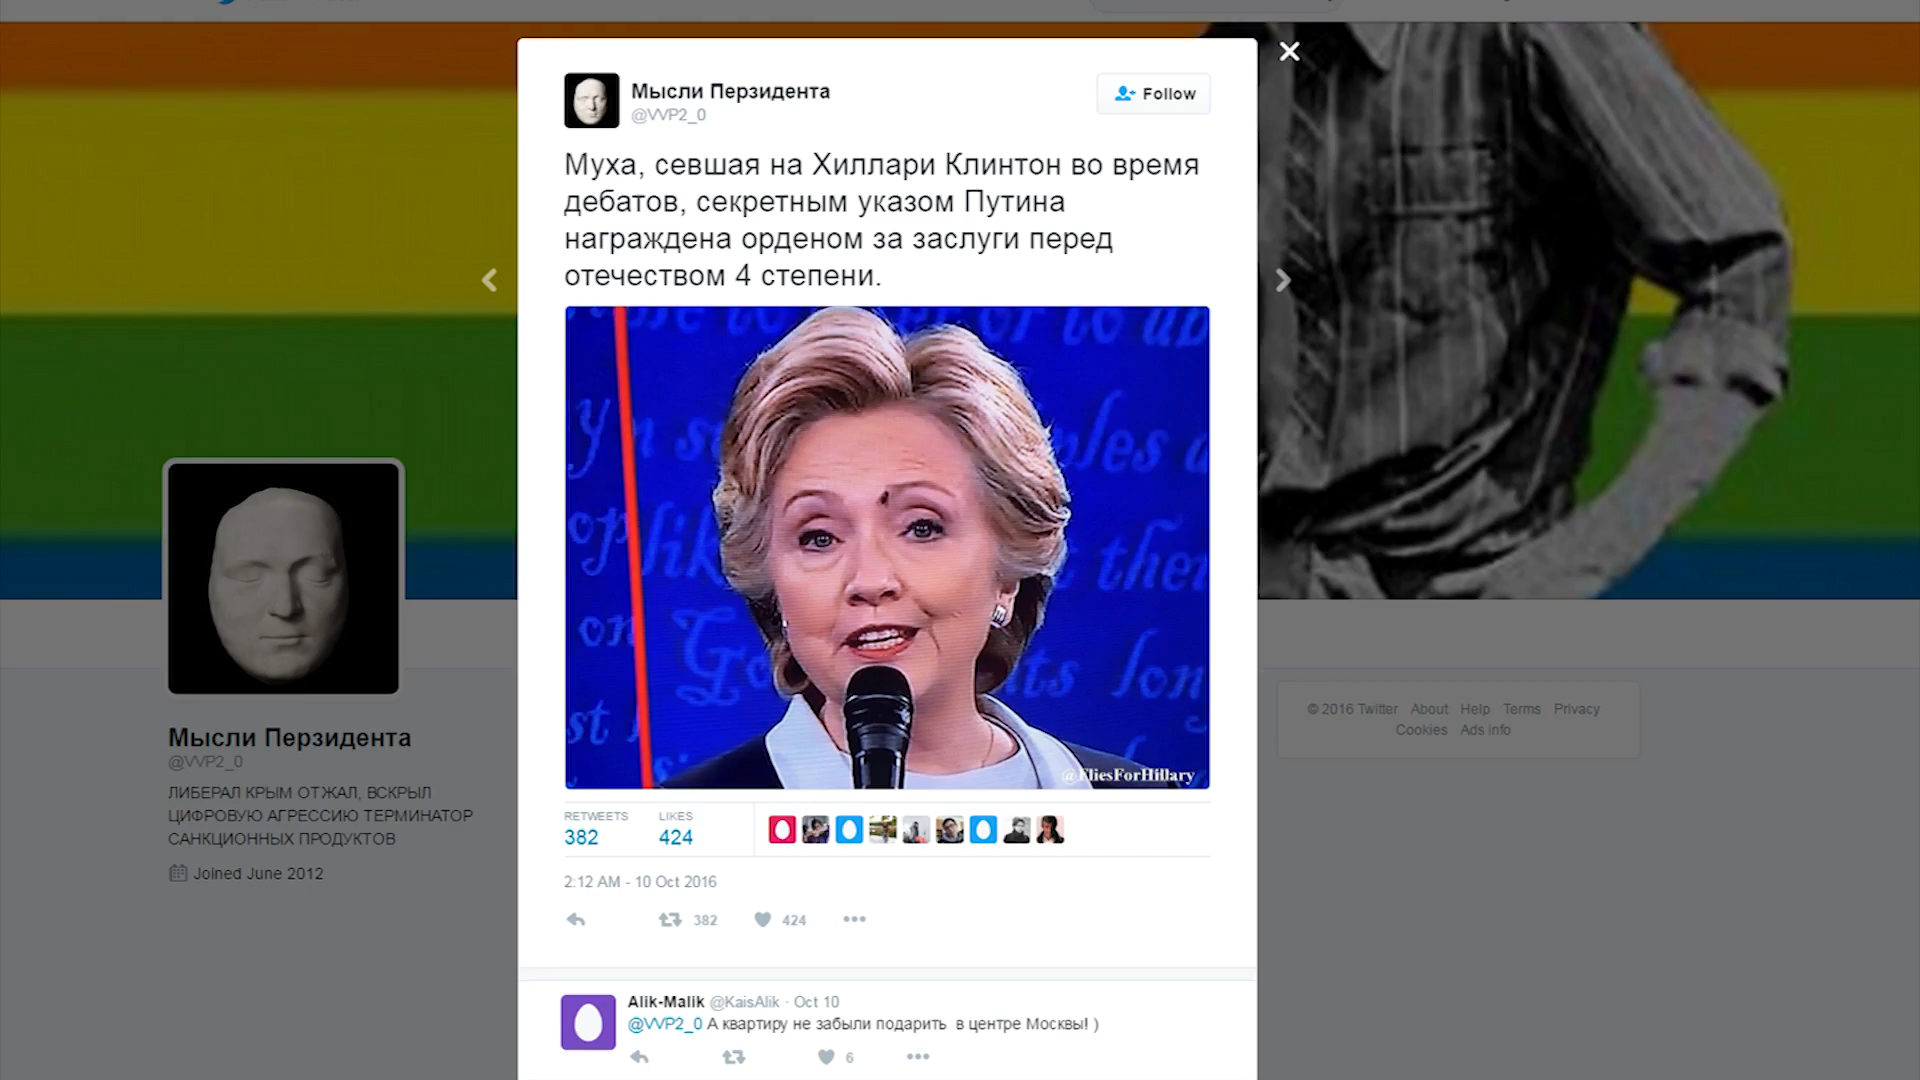 Мысли Перзидента
@VVP2_0
Follow
Муха, севшая на Хиллари Клинтон во время
дебатов, секретным указом Путина
награждена орденом за заслуги перед
отечеством 4 степени.
@FliesForHillary
RETWEETS
382
LIKES
424
2:12 AM - 10 Oct 2016
382
424
Alik-Malik @KaisAlik · Oct 10
@VVP2_0 А квартиру не забыли подарить в центре Москвы! )
6
Мысли Перзидента
@VVP2_0
ЛИБЕРАЛ КРЫМ ОТЖАЛ, ВСКРЫЛ
ЦИФРОВУЮ АГРЕССИЮ ТЕРМИНАТОР
САНКЦИОННЫХ ПРОДУКТОВ
Joined June 2012
© 2016 Twitter About Help Terms Privacy
Cookies Ads info